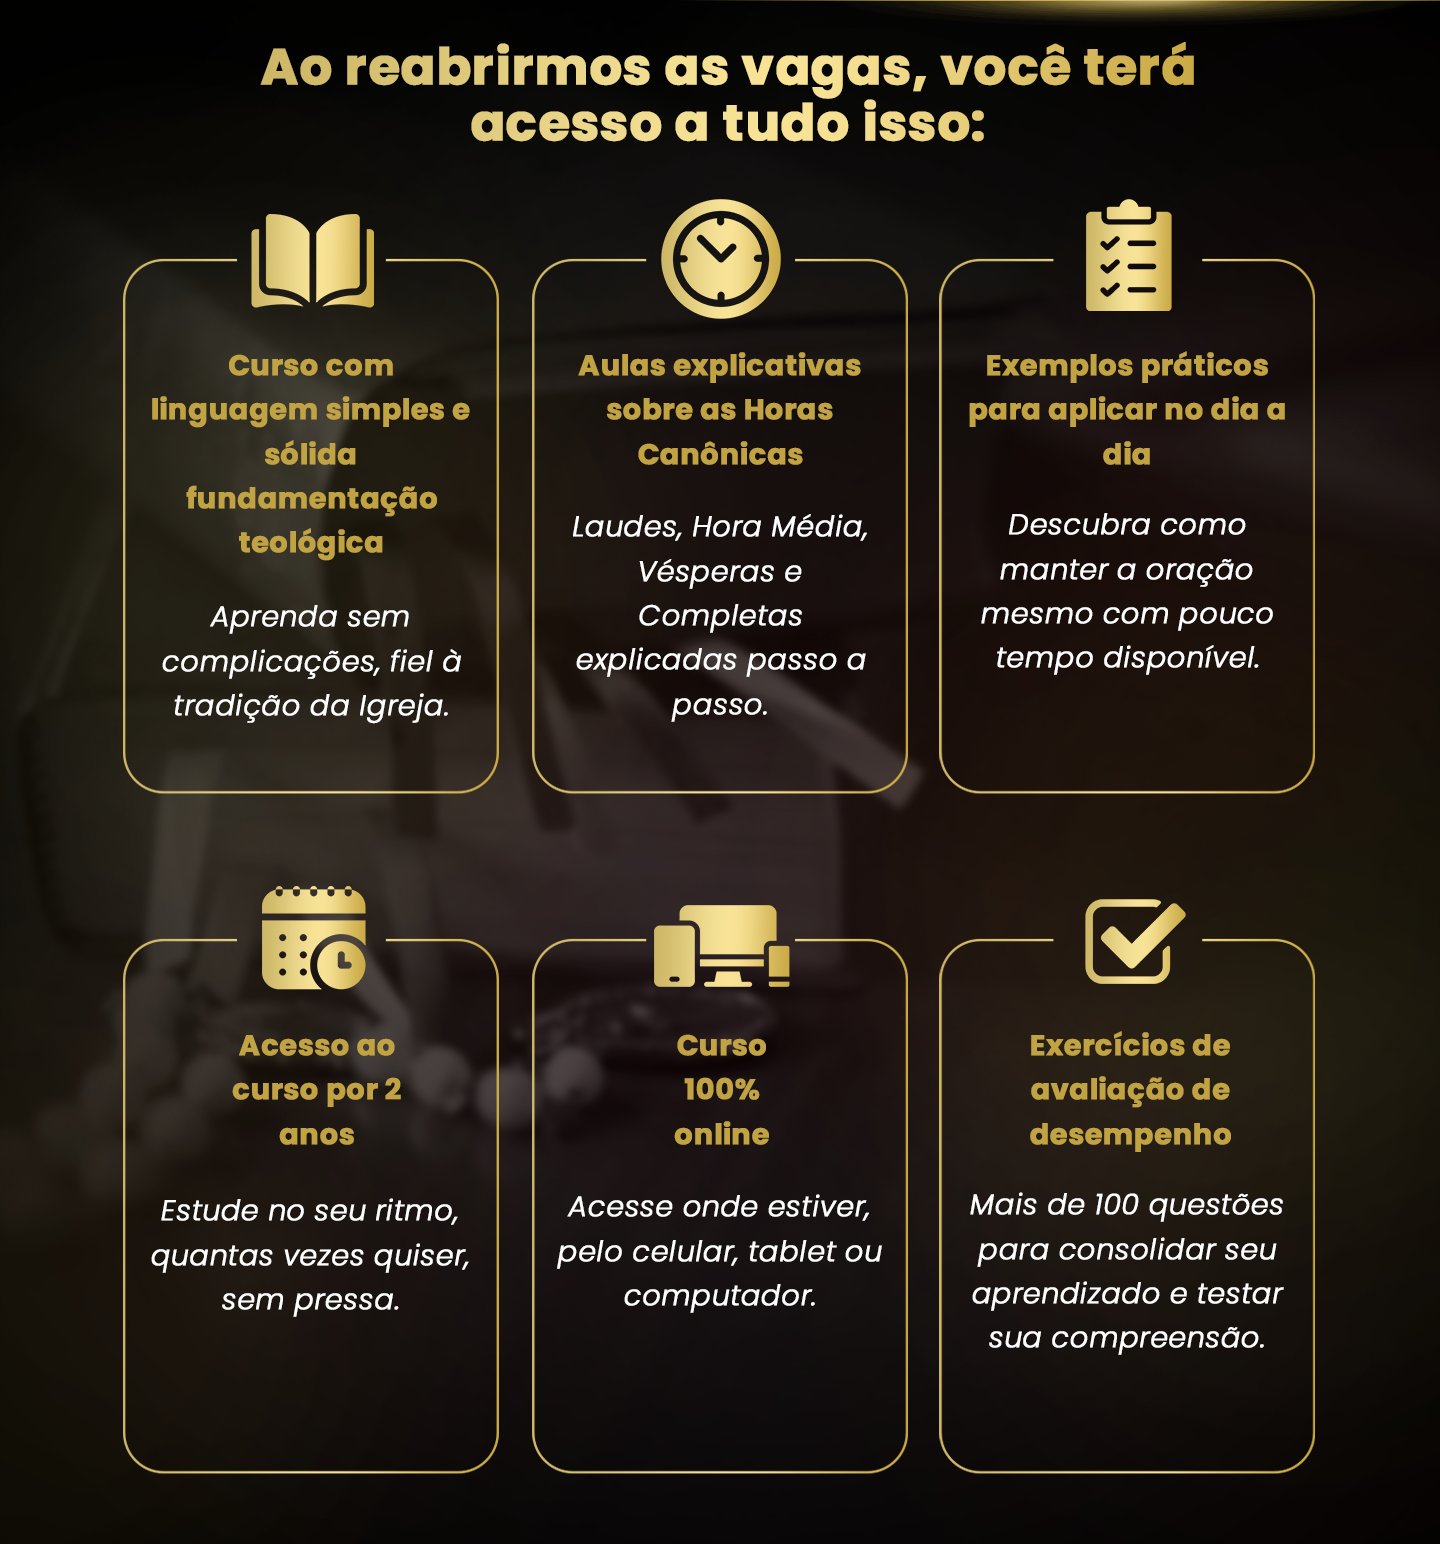 Ao reabrirmos as vagas, você terá
acesso a tudo isso:
Curso com
linguagem simples e
sólida
fundamentação
teológica
Aprenda sem
complicações, fiel à
tradição da Igreja.
Aulas explicativas
sobre as Horas
Canônicas
Laudes, Hora Média,
Vésperas e
Completas
explicadas passo a
passo.
Exemplos práticos
para aplicar no dia a
dia
Descubra como
manter a oração
mesmo com pouco
tempo disponível.
Acesso ao
curso por 2
anos
Estude no seu ritmo,
quantas vezes quiser,
sem pressa.
Curso
100%
online
Acesse onde estiver,
pelo celular, tablet ou
computador.
Exercícios de
avaliação de
desempenho
Mais de 100 questões
para consolidar seu
aprendizado e testar
sua compreensão.